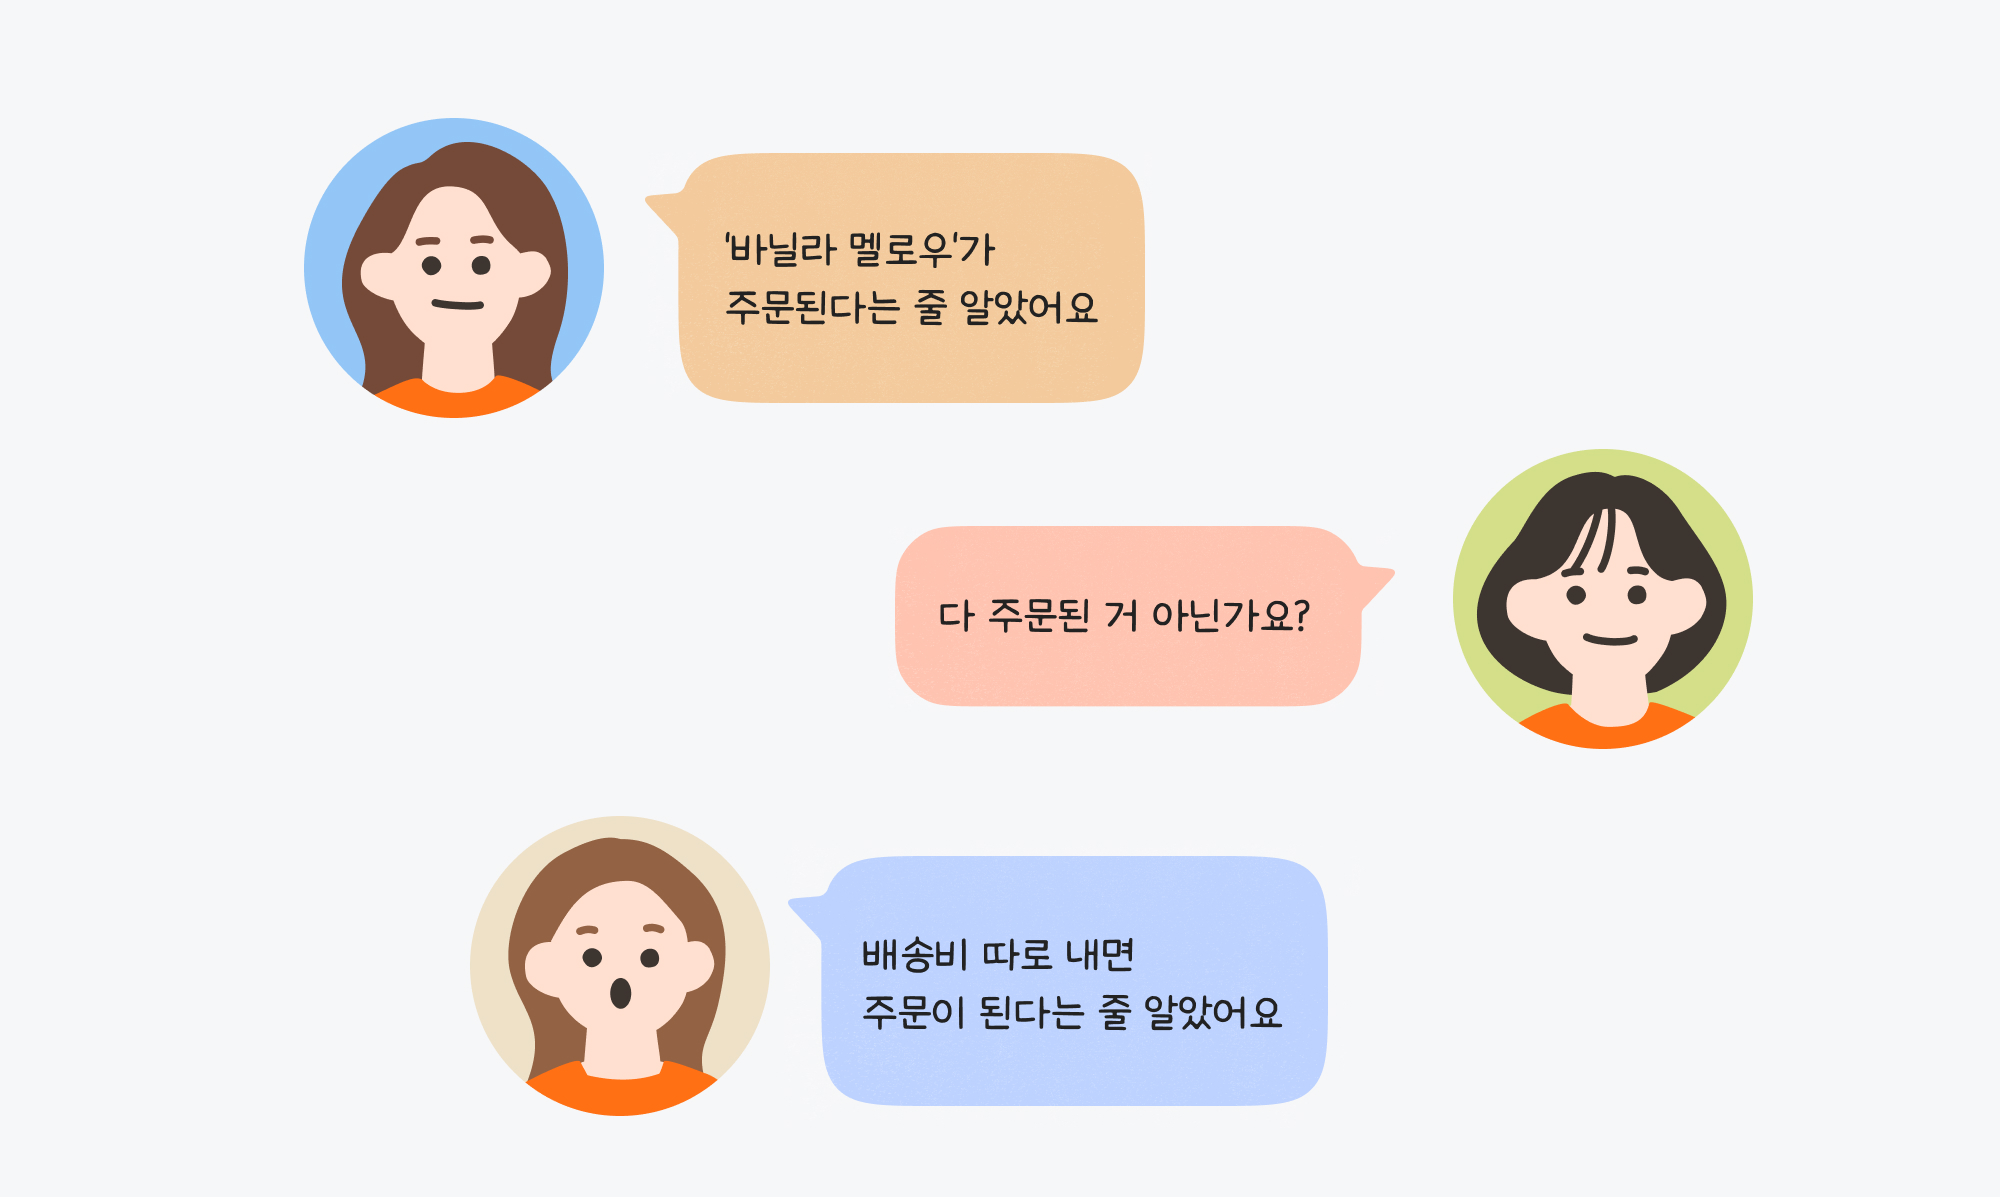 '바닐라 멜로우'가
주문된다는 줄 알았어요
다 주문된 거 아닌가요?
배송비 따로 내면
주문이 된다는 줄 알았어요